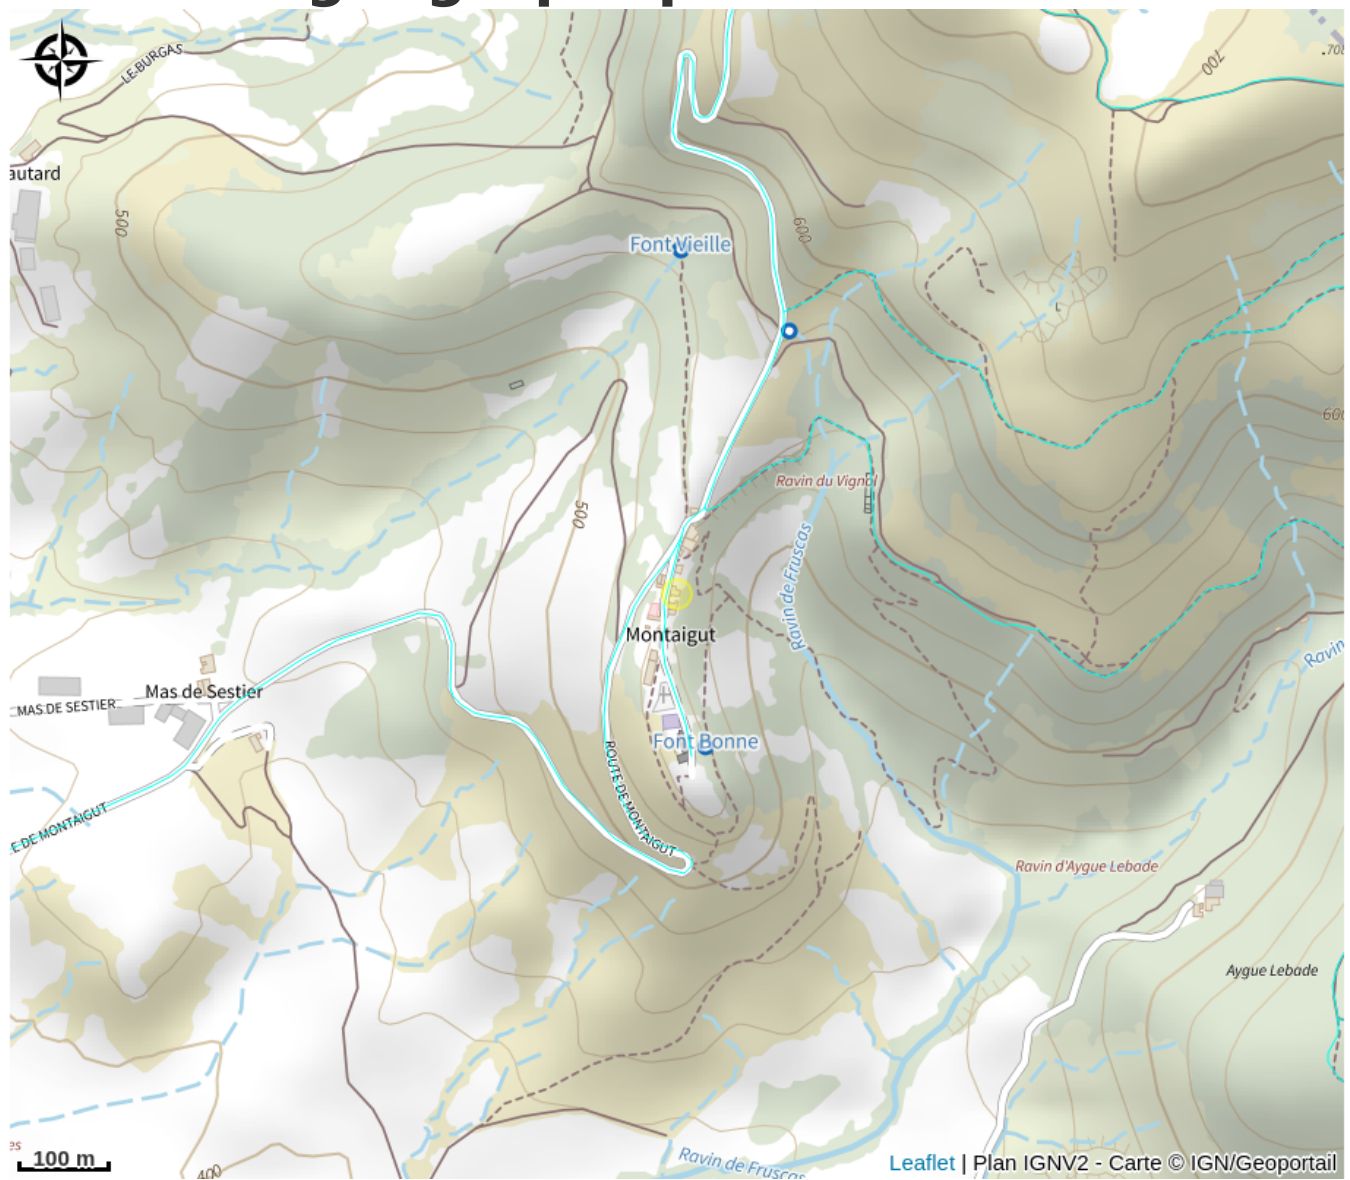 LE-BURGAS
700
autard
500
600
Font Vieille
Ravin du Vignal
500
Ravin de Fruscas
Montaigut
Mas de Sestier
MAS DE SESTIER
Font Bonne
ROUTE DE MONTAIGUT
E DE MONTAIGUT
Ravin
Ravin d'Aygue Lebade
Aygue Lebade
es
100 m
400
Ravin de Fruscas
Leaflet | Plan IGNV2 - Carte © IGN/Geoportail